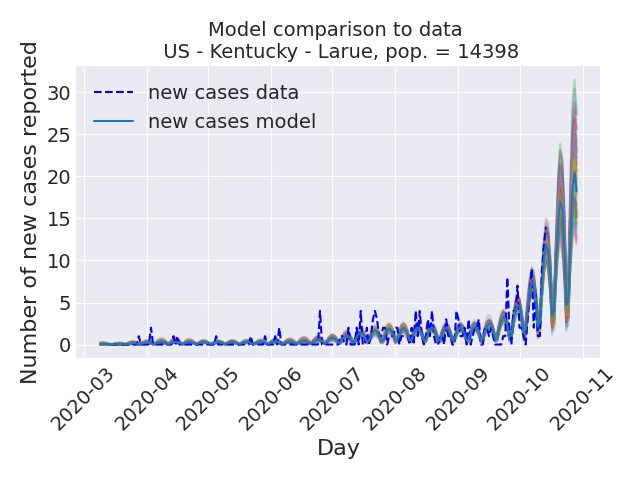 Model comparison to data
US - Kentucky - Larue, pop. = 14398
Number of new cases reported
30
25
20
15
10
5
0
new cases data
new cases model
2020-03
2020-04
2020-05
2020-06
2020-07
2020-08
2020-09
2020-10
2020-11
Day